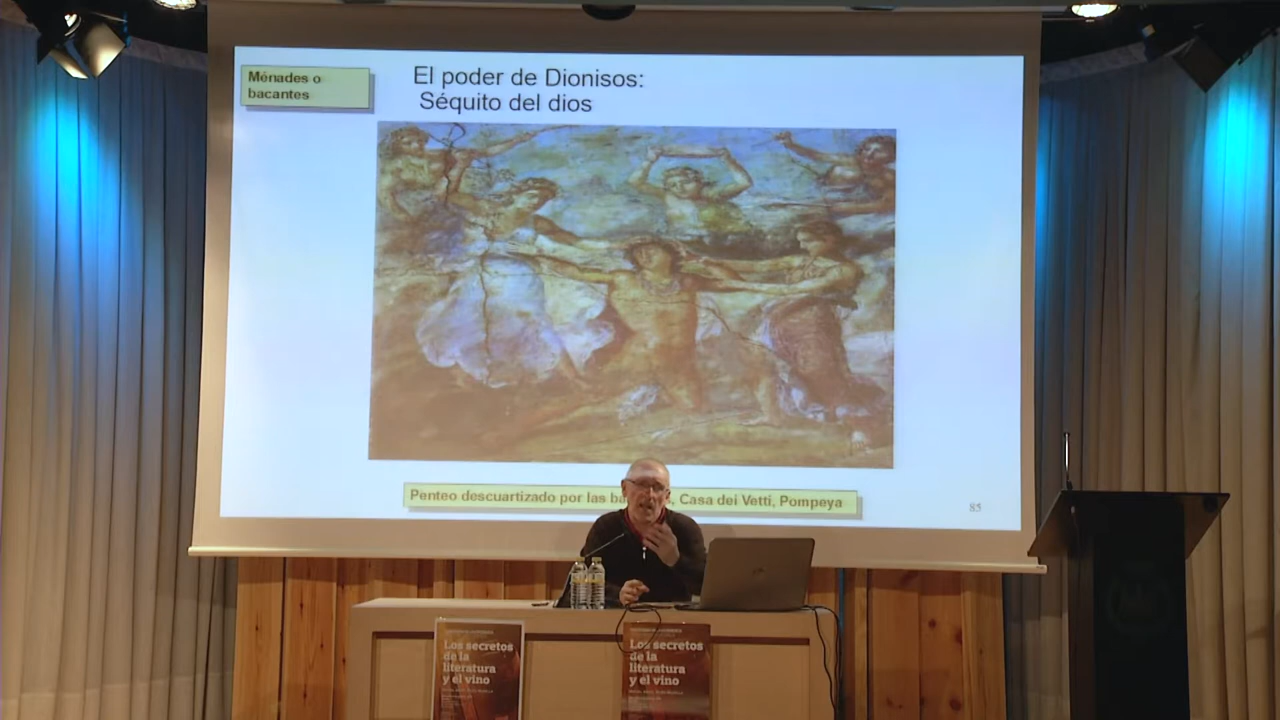 Ménades o
bacantes
El poder de Dionisos:
Séquito del dios
Penteo descuartizado por las ba , Casa dei Vetti, Pompeya
85
Los secretos
de la
literatura
y el vino
Los secretos
de la
literatura
y el vino